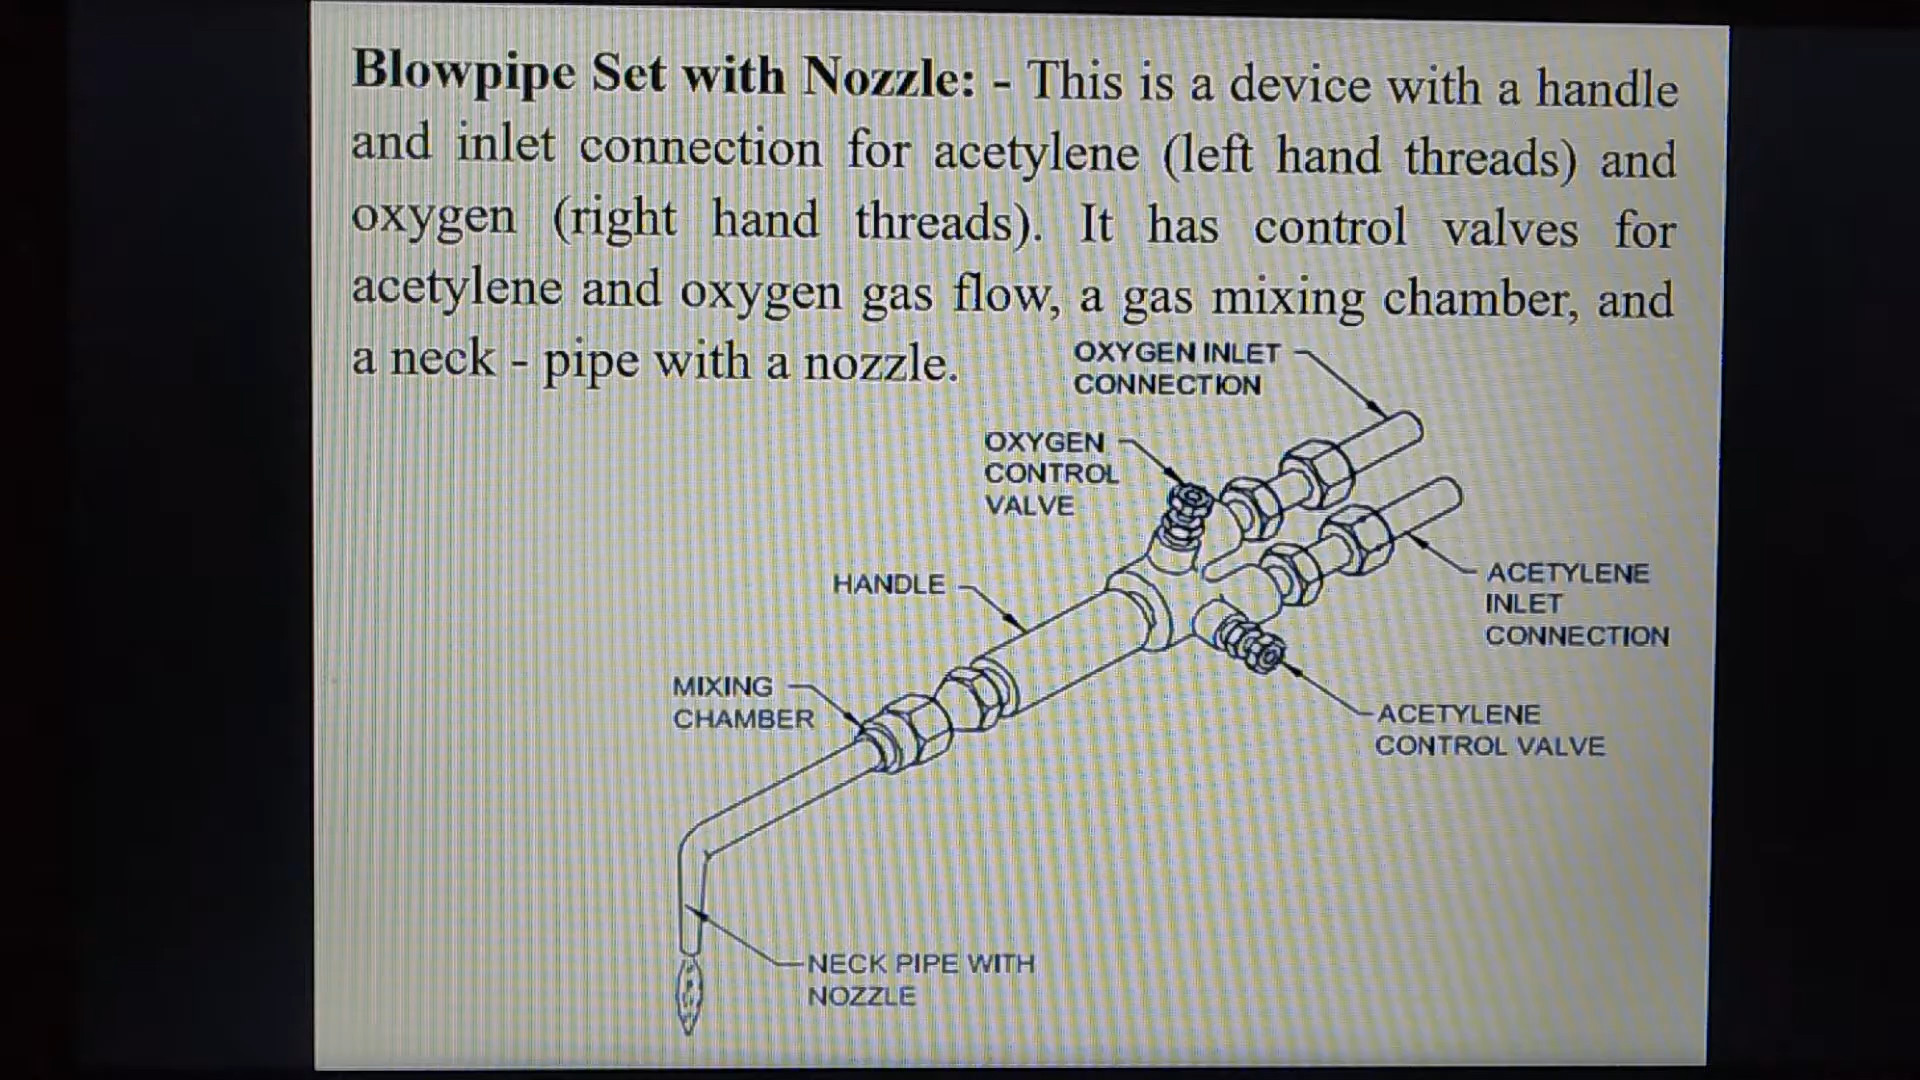 Blowpipe Set with Nozzle: - This is a device with a handle
and inlet connection for acetylene (left hand threads) and
oxygen (right hand threads). It has control valves for
acetylene and oxygen gas flow, a gas mixing chamber, and
a neck - pipe with a nozzle.
OXYGEN INLET
CONNECTION
OXYGEN
CONTROL
VALVE
HANDLE
ACETYLENE
INLET
CONNECTION
MIXING
CHAMBER
ACETYLENE
CONTROL VALVE
NECK PIPE WITH
NOZZLE